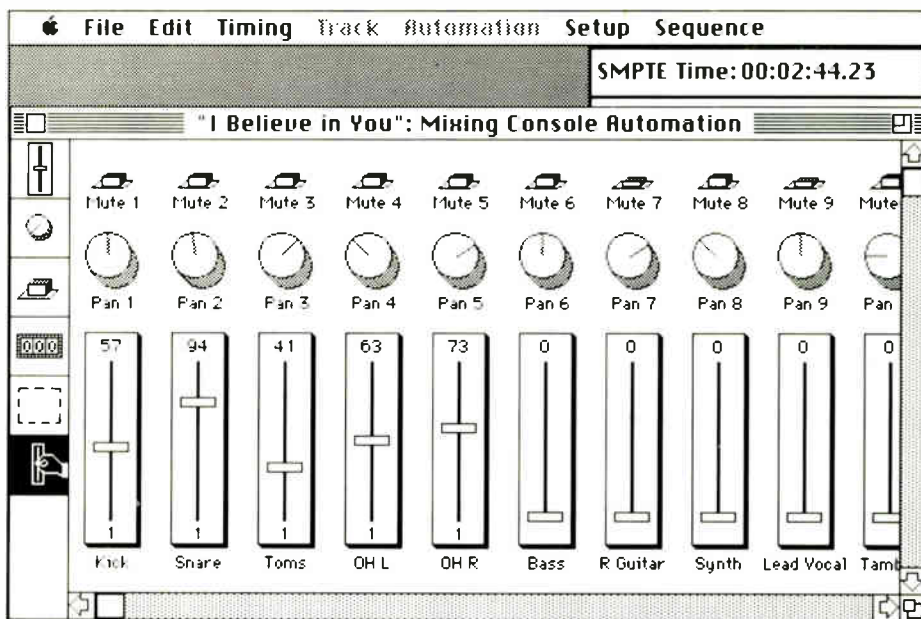 File Edit Timing Track Automation Setup Sequence
SMPTE Time: 00:02:44.23
"I Believe in You": Mixing Console Automation
Mute 1 Mute 2 Mute 3 Mute 4 Mute 5 Mute 6 Mute 7 Mute 8 Mute 9 Mute
Pan 1 Pan 2 Pan 3 Pan 4 Pan 5 Pan 6 Pan 7 Pan 8 Pan 9 Pan
000
57 94 41 63 73 0 0 0 0 0
1 1 1 1 1
Kick Snare Toms OH L OH R Bass R Guitar Synth Lead Vocal Tamb